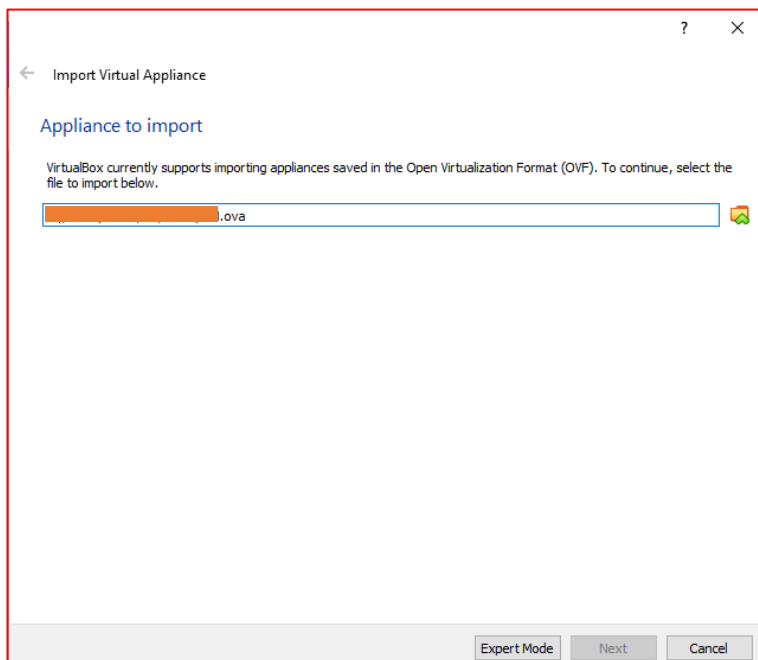 ?
Import Virtual Appliance
Appliance to import
VirtualBox currently supports importing appliances saved in the Open Virtualization Format (OVF). To continue, select the
file to import below.
.ova
Expert Mode Next Cancel